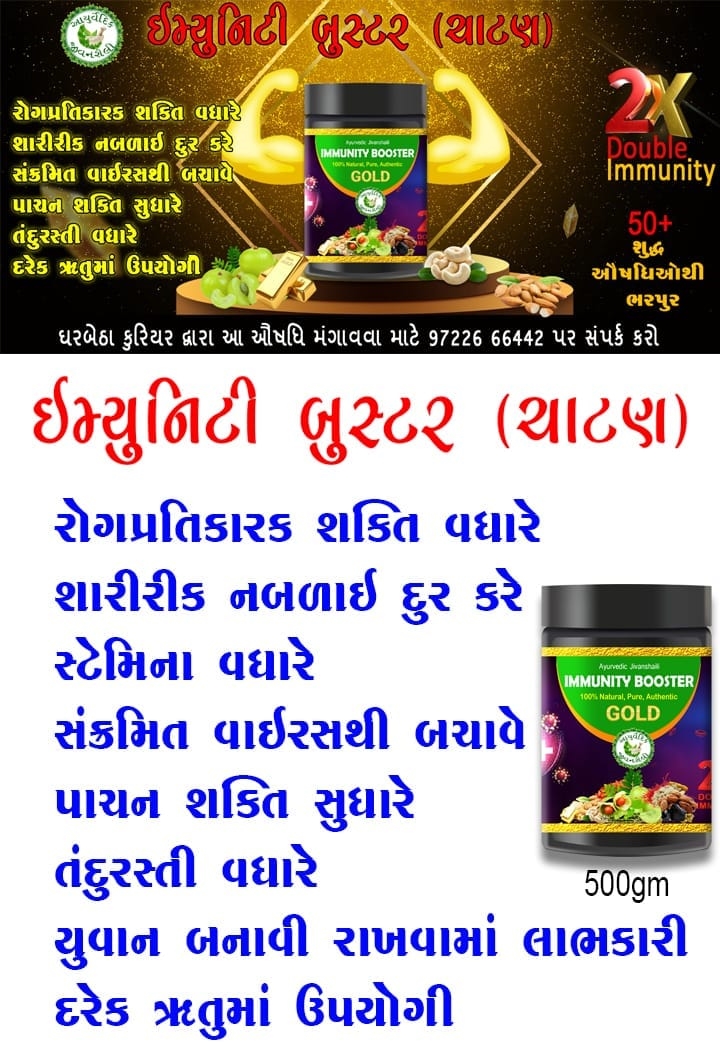 આયુર્વેદિક
જીવનશૈલી
ઈમ્યુનિટી બુસ્ટર (ચાટણ)
રોગપ્રતિકારક શક્તિ વધારે
શારીરીક નબળાઈ દુર કરે
સંક્રમિત વાઈરસથી બચાવે
પાચન શક્તિ સુધારે
તંદુરસ્તી વધારે
દરેક ઋતુમાં ઉપયોગી
Ayurvedic Jivanshaili
IMMUNITY BOOSTER
100% Natural, Pure, Authentic
GOLD
2X
Double
Immunity
50+
શુદ્ધ
ઔષધિઓથી
ભરપુર
ઘરબેઠા કુરિયર દ્વારા આ ઔષધિ મંગાવવા માટે 97226 66442 પર સંપર્ક કરો
ઈમ્યુનિટી બુસ્ટર (ચાટણ)
રોગપ્રતિકારક શક્તિ વધારે
શારીરીક નબળાઈ દુર કરે
સ્ટેમિના વધારે
સંક્રમિત વાઈરસથી બચાવે
પાચન શક્તિ સુધારે
તંદુરસ્તી વધારે
યુવાન બનાવી રાખવામાં લાભકારી
દરેક ઋતુમાં ઉપયોગી
Ayurvedic Jivanshaili
IMMUNITY BOOSTER
100% Natural, Pure, Authentic
GOLD
આયુર્વેદિક
જીવનશૈલી
500gm